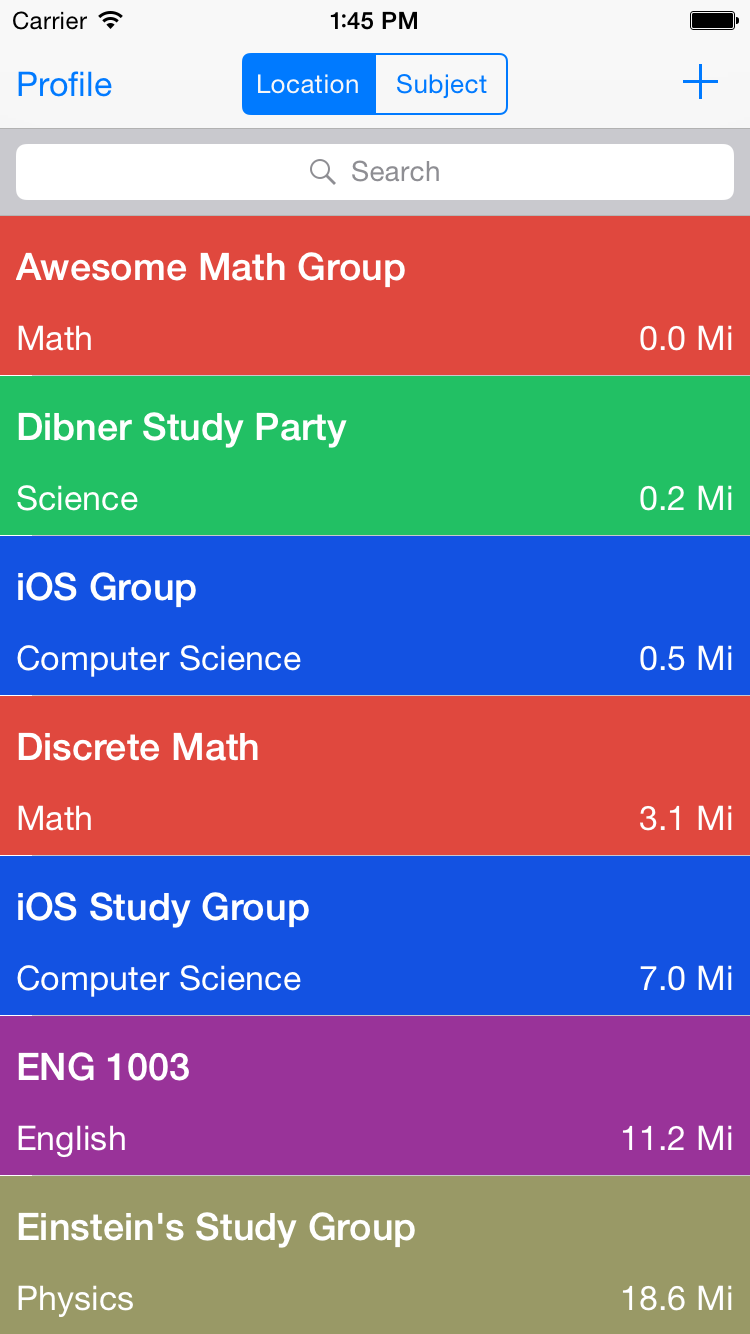 Carrier 1:45 PM
Profile Location Subject
Search
Awesome Math Group
Math 0.0 Mi
Dibner Study Party
Science 0.2 Mi
iOS Group
Computer Science 0.5 Mi
Discrete Math
Math 3.1 Mi
iOS Study Group
Computer Science 7.0 Mi
ENG 1003
English 11.2 Mi
Einstein's Study Group
Physics 18.6 Mi